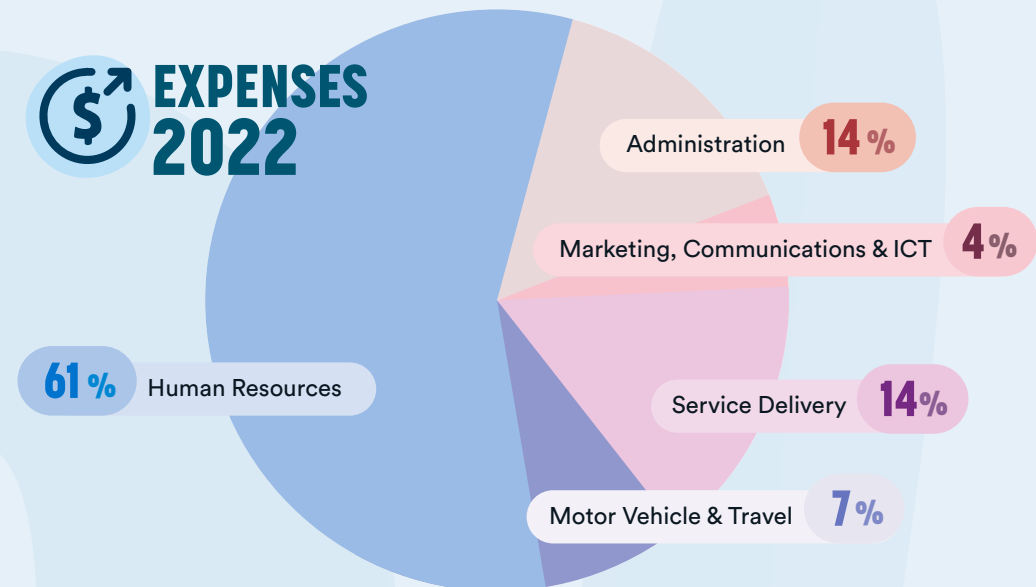 $
EXPENSES
2022
Administration 14 %
Marketing, Communications & ICT 4 %
61 % Human Resources
Service Delivery 14%
Motor Vehicle & Travel 7 %